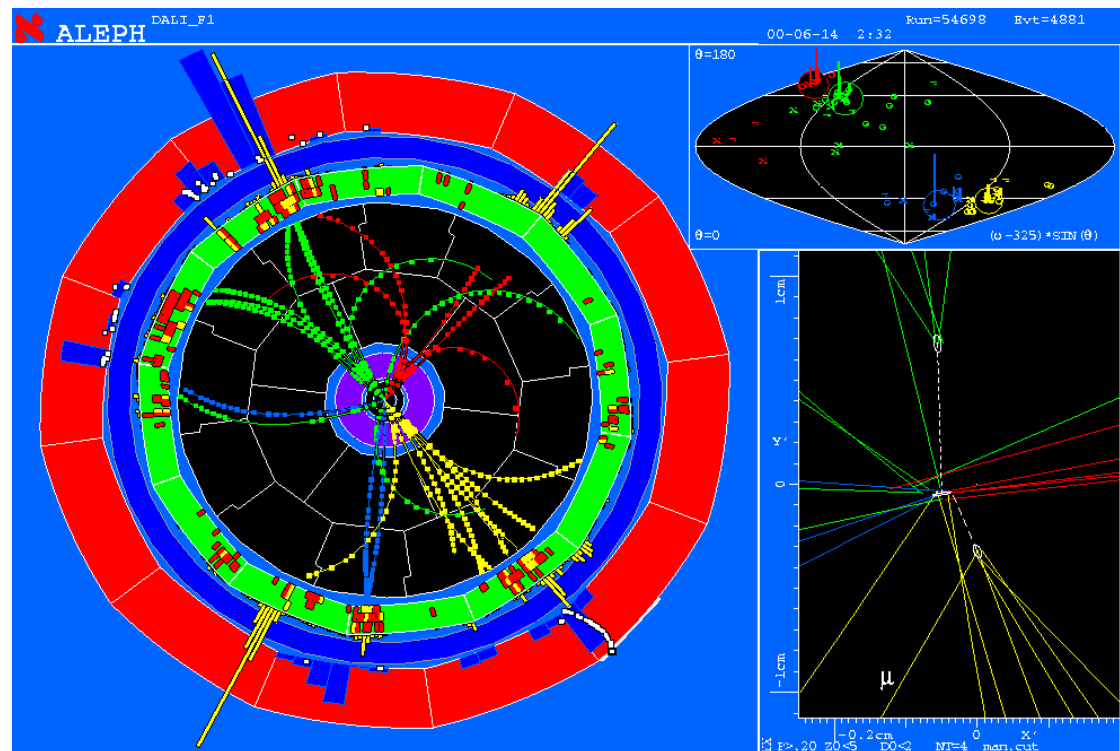 DALI_F1
Run=54698 Evt=4881
ALEPH
00-06-14 2:32
θ=180
θ=0
(φ-325)*SIN(θ)
1cm
Y'
0
-1cm
μ
-0.2cm 0 X'
P>.20 Z0<5 D0<2 NT=4 man.cut